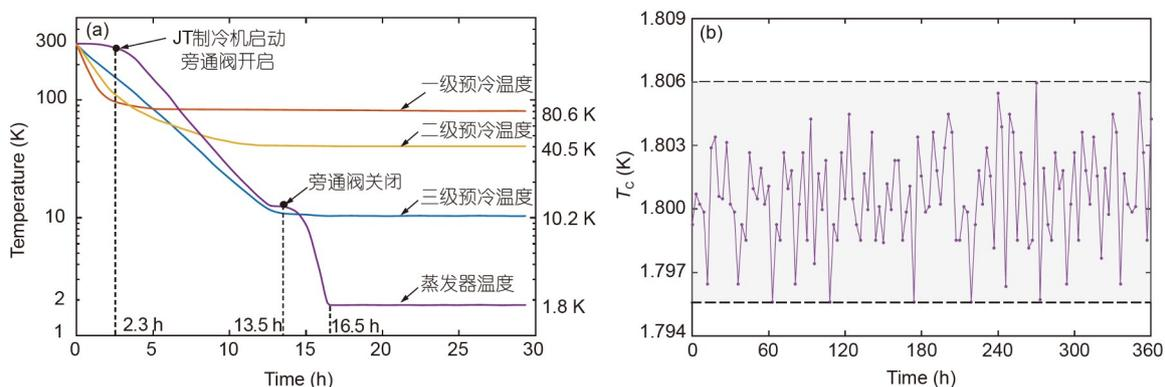 (a)
JT制冷机启动
旁通阀开启
300
100
10
2
1
Temperature (K)
一级预冷温度
80.6 K
二级预冷温度
40.5 K
旁通阀关闭
三级预冷温度
10.2 K
蒸发器温度
1.8 K
2.3 h
13.5 h
16.5 h
0 5 10 15 20 25 30
Time (h)
(b)
1.809
1.806
1.803
1.800
1.797
1.794
Tc (K)
0 60 120 180 240 300 360
Time (h)